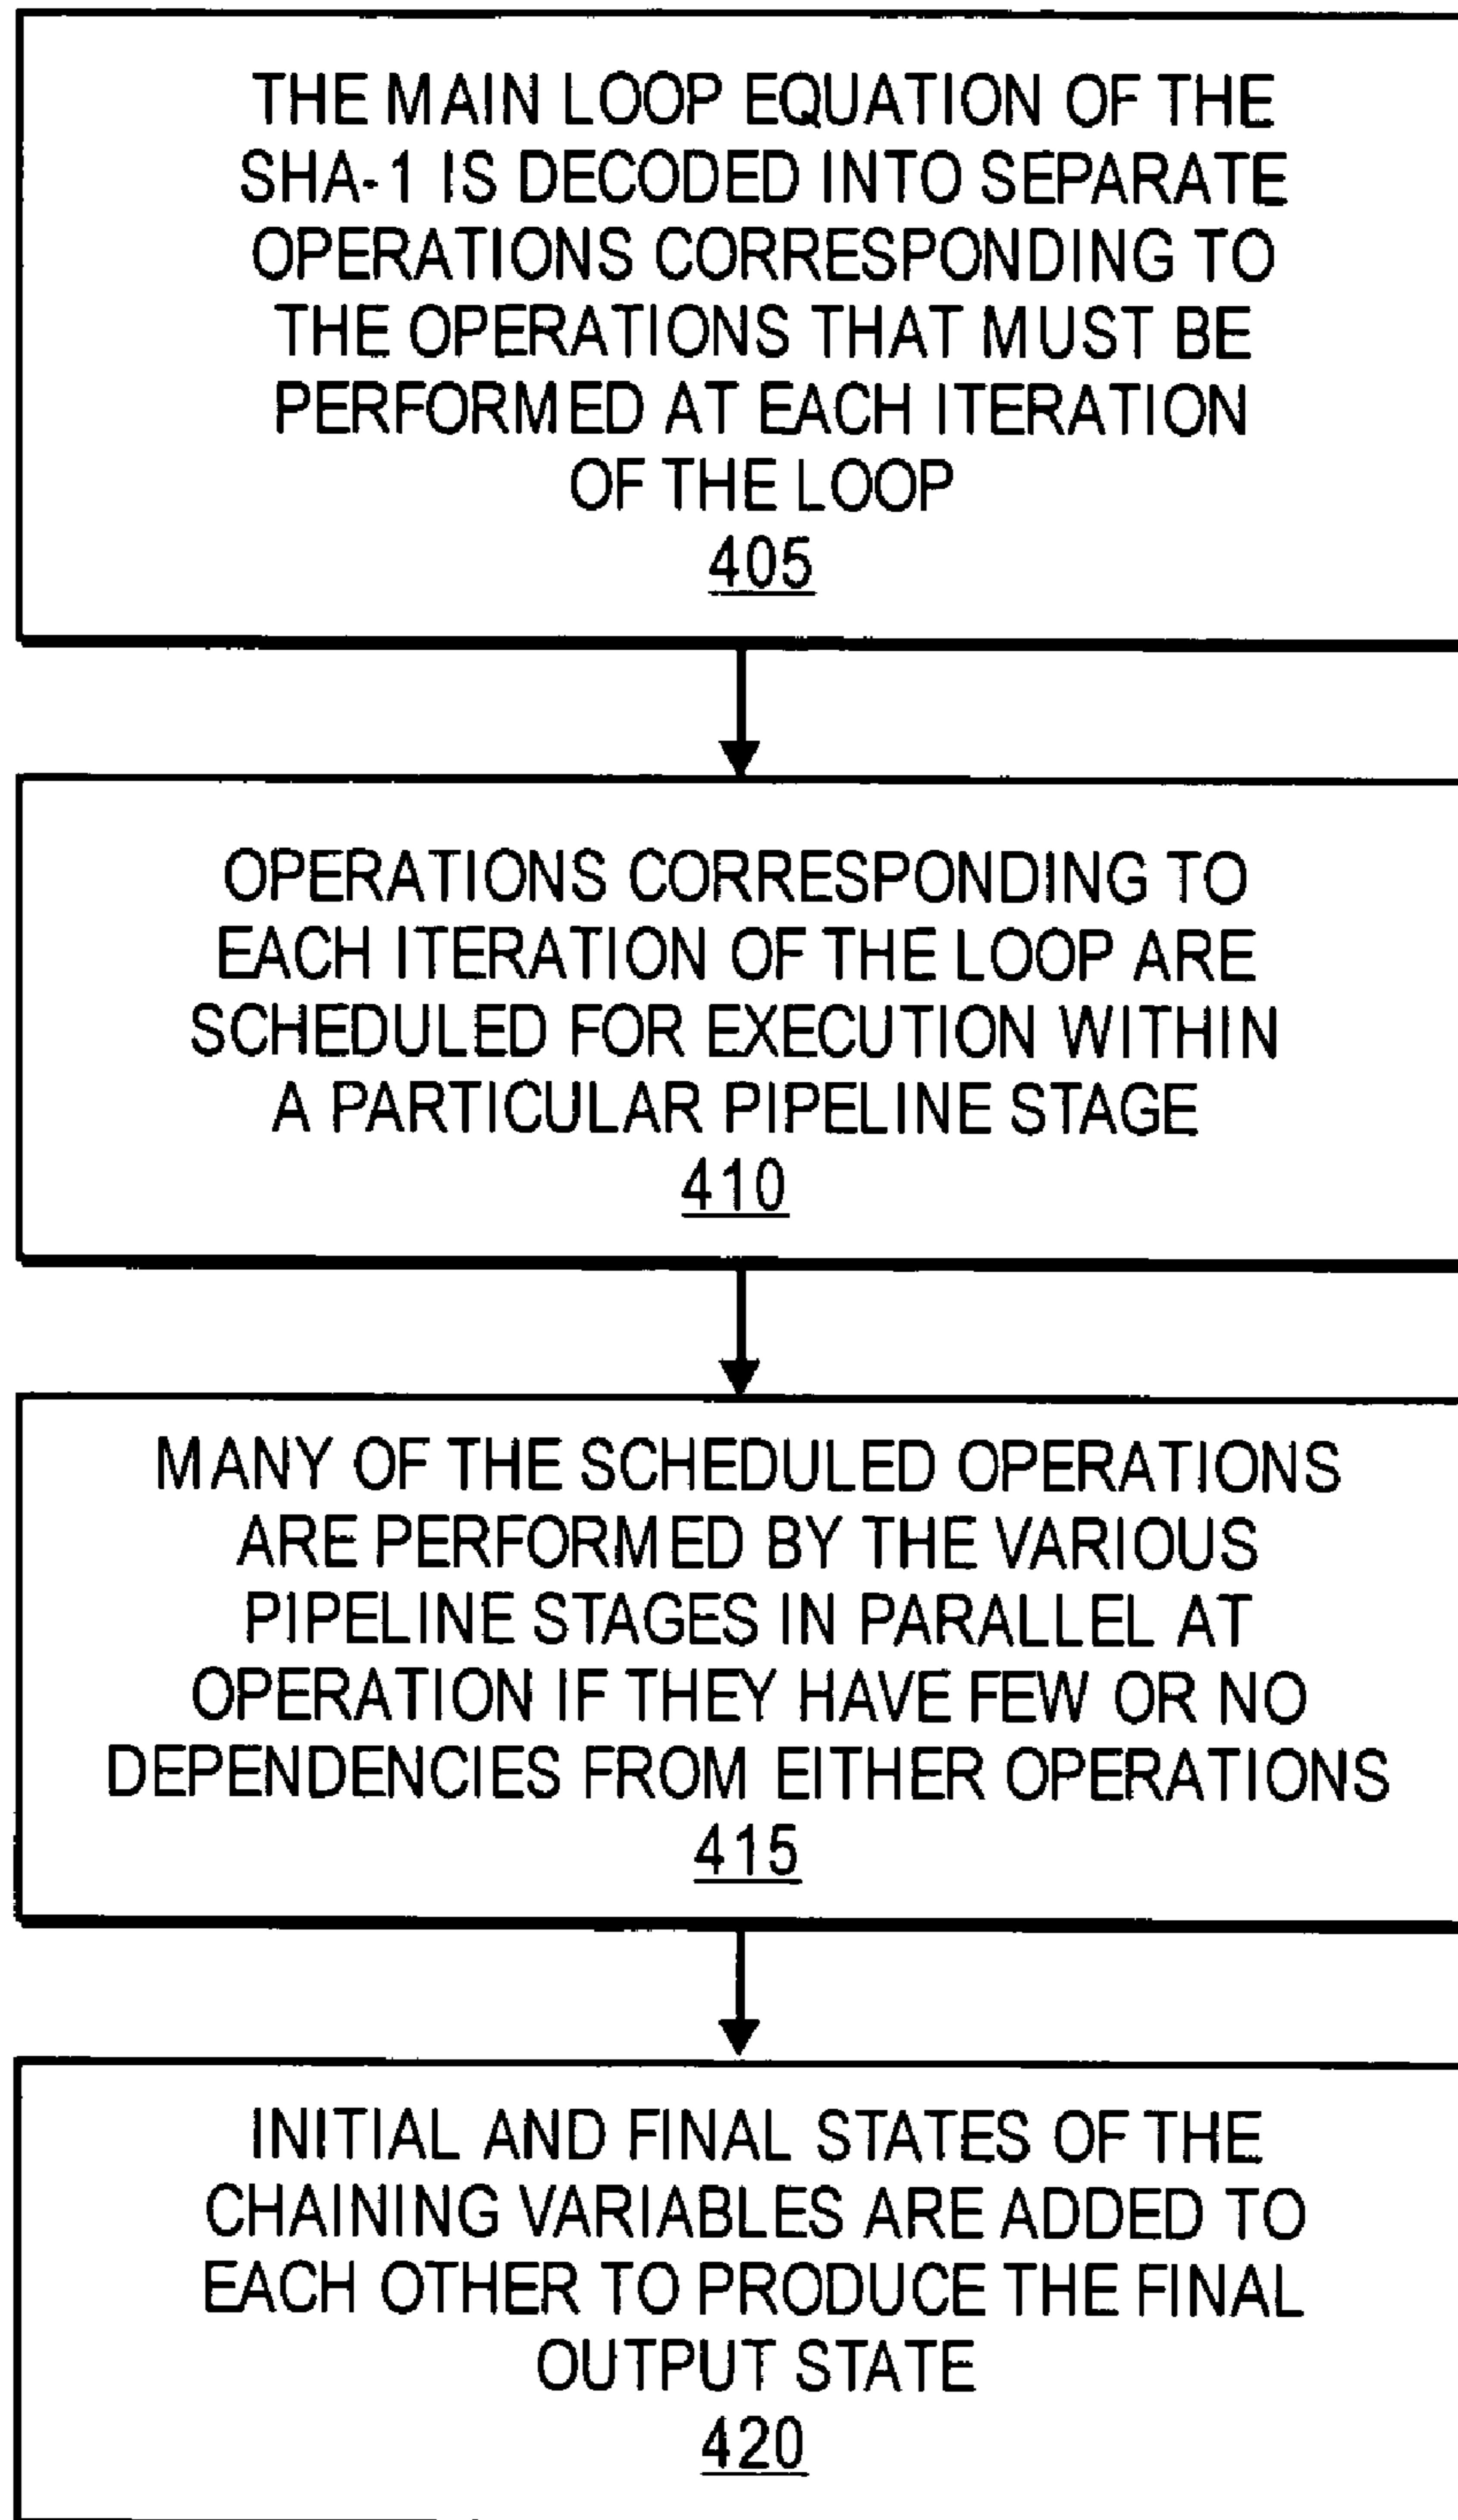 THE MAIN LOOP EQUATION OF THE
SHA-1 IS DECODED INTO SEPARATE
OPERATIONS CORRESPONDING TO
THE OPERATIONS THAT MUST BE
PERFORMED AT EACH ITERATION
OF THE LOOP
405
OPERATIONS CORRESPONDING TO
EACH ITERATION OF THE LOOP ARE
SCHEDULED FOR EXECUTION WITHIN
A PARTICULAR PIPELINE STAGE
410
MANY OF THE SCHEDULED OPERATIONS
ARE PERFORMED BY THE VARIOUS
PIPELINE STAGES IN PARALLEL AT
OPERATION IF THEY HAVE FEW OR NO
DEPENDENCIES FROM EITHER OPERATIONS
415
INITIAL AND FINAL STATES OF THE
CHAINING VARIABLES ARE ADDED TO
EACH OTHER TO PRODUCE THE FINAL
OUTPUT STATE
420